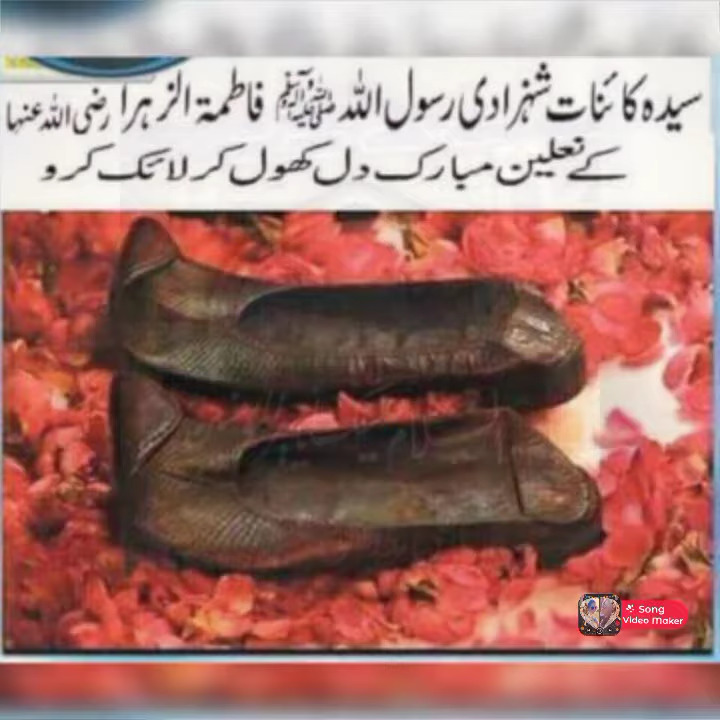 سیدہ کائنات شہزادی رسول اللہ ﷺ فاطمۃ الزہرا رضی اللہ عنہا
کے نعلین مبارک دل کھول کر لائک کرو
Song
Video Maker